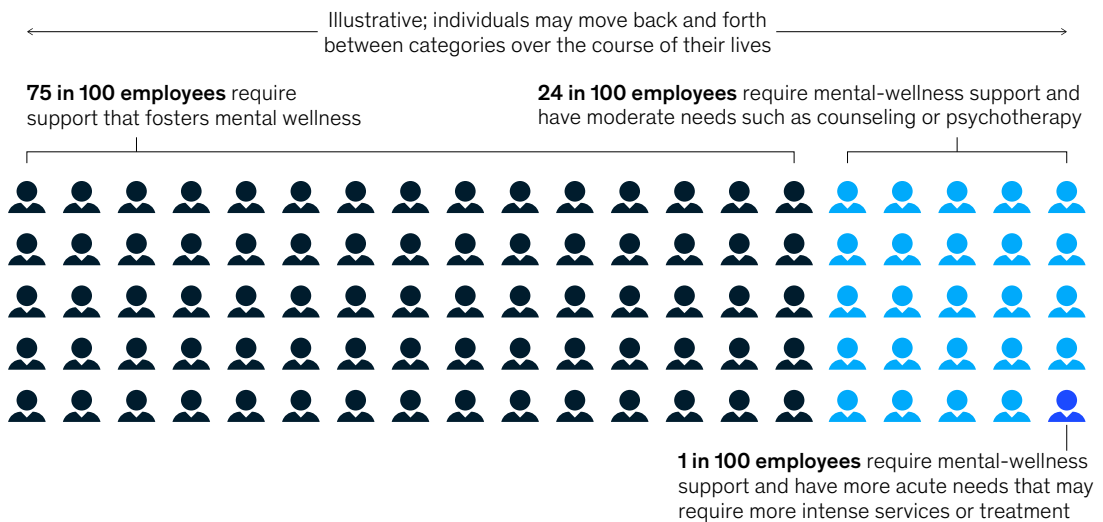 Illustrative; individuals may move back and forth
between categories over the course of their lives
75 in 100 employees require
support that fosters mental wellness
24 in 100 employees require mental-wellness support and
have moderate needs such as counseling or psychotherapy
1 in 100 employees require mental-wellness
support and have more acute needs that may
require more intense services or treatment